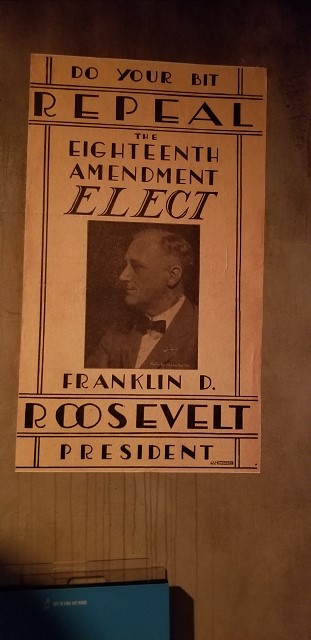 DO YOUR BIT
REPEAL
THE
EIGHTEENTH
AMENDMENT
ELECT
FRANKLIN D.
ROOSEVELT
PRESIDENT